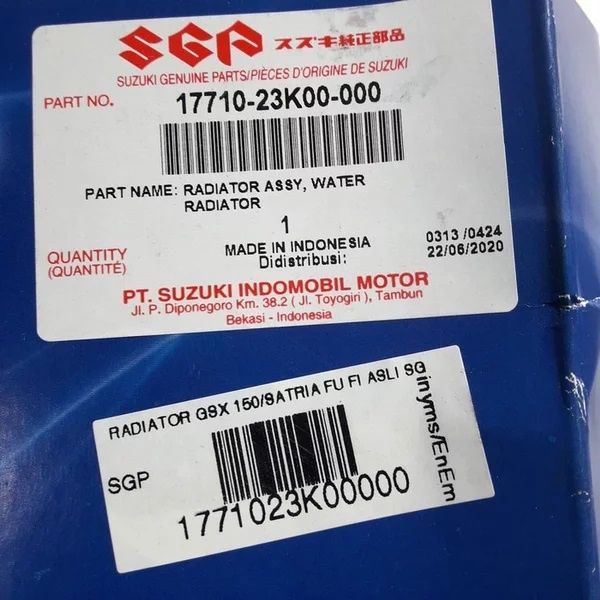 SGP スズキ純正部品
SUZUKI GENUINE PARTS/PIÈCES D'ORIGINE DE SUZUKI
PART NO. 17710-23K00-000
PART NAME: RADIATOR ASSY, WATER
RADIATOR
1
QUANTITY
(QUANTITÉ)
MADE IN INDONESIA
Didistribusi:
0313 /0424
22/06/2020
PT. SUZUKI INDOMOBIL MOTOR
Jl. P. Diponegoro Km. 38.2 ( Jl. Toyogiri ), Tambun
Bekasi - Indonesia
RADIATOR GSX 150/SATRIA FU FI ASLI SG
SGP
1771023K00000
inyms/EnEm